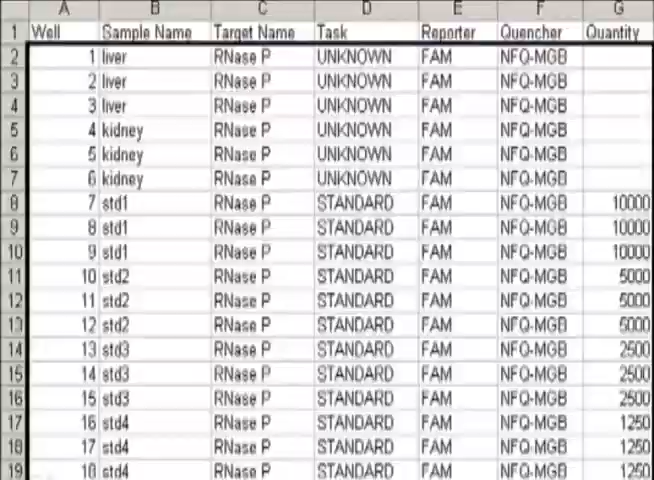 A B C D E F G
1 Well Sample Name Target Name Task Reporter Quencher Quantity
2 1 liver RNase P UNKNOWN FAM NFQ-MGB
3 2 liver RNase P UNKNOWN FAM NFQ-MGB
4 3 liver RNase P UNKNOWN FAM NFQ-MGB
5 4 kidney RNase P UNKNOWN FAM NFQ-MGB
6 5 kidney RNase P UNKNOWN FAM NFQ-MGB
7 6 kidney RNase P UNKNOWN FAM NFQ-MGB
8 7 std1 RNase P STANDARD FAM NFQ-MGB 10000
9 8 std1 RNase P STANDARD FAM NFQ-MGB 10000
10 9 std1 RNase P STANDARD FAM NFQ-MGB 10000
11 10 std2 RNase P STANDARD FAM NFQ-MGB 5000
12 11 std2 RNase P STANDARD FAM NFQ-MGB 5000
13 12 std2 RNase P STANDARD FAM NFQ-MGB 5000
14 13 std3 RNase P STANDARD FAM NFQ-MGB 2500
15 14 std3 RNase P STANDARD FAM NFQ-MGB 2500
16 15 std3 RNase P STANDARD FAM NFQ-MGB 2500
17 16 std4 RNase P STANDARD FAM NFQ-MGB 1250
18 17 std4 RNase P STANDARD FAM NFQ-MGB 1250
19 18 std4 RNase P STANDARD FAM NFQ-MGB 1250